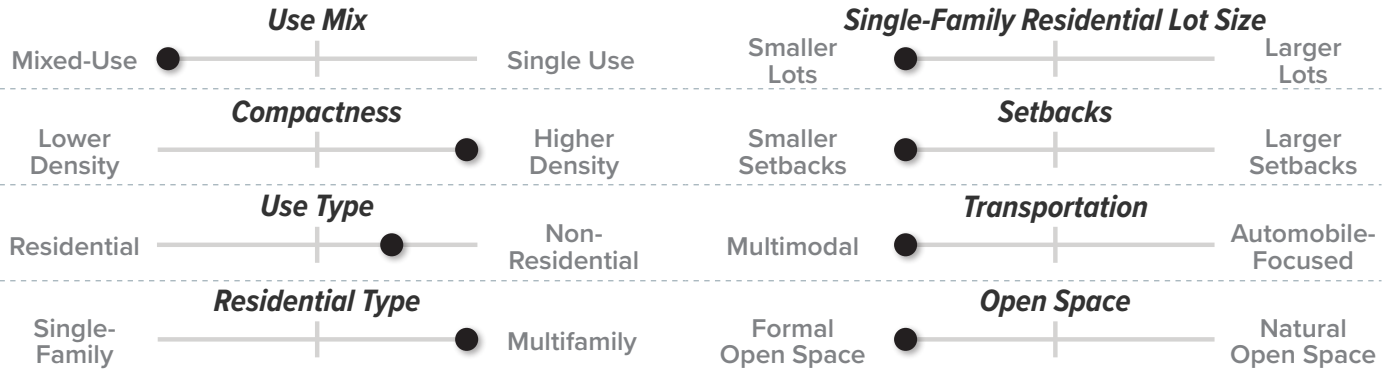 Use Mix
Mixed-Use
Single Use
Compactness
Lower
Density
Higher
Density
Use Type
Residential
Non-
Residential
Residential Type
Single-
Family
Multifamily
Single-Family Residential Lot Size
Smaller
Lots
Larger
Lots
Setbacks
Smaller
Setbacks
Larger
Setbacks
Transportation
Multimodal
Automobile-
Focused
Open Space
Formal
Open Space
Natural
Open Space